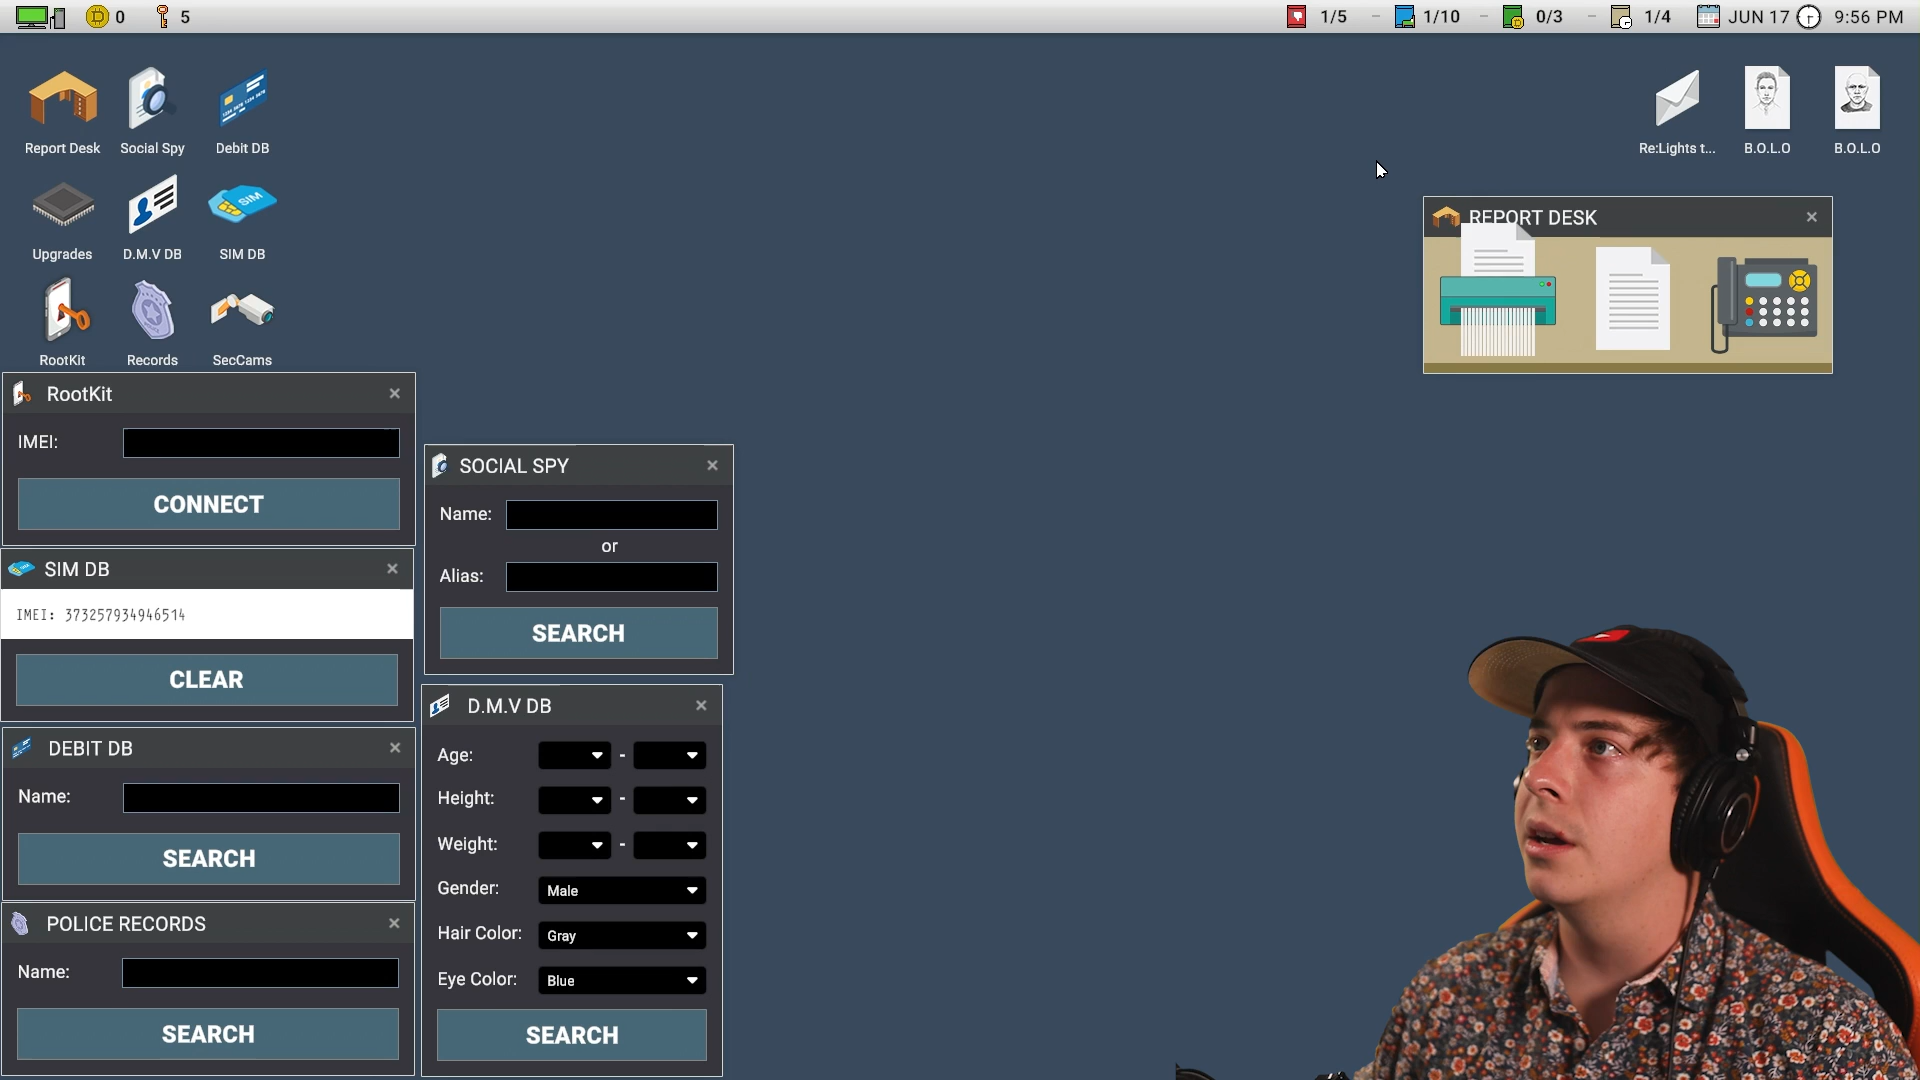 0 5 1/5 - 1/10 - 0/3 - 1/4 JUN 17 9:56 PM
Report Desk Social Spy Debit DB
Re:Lights t... B.O.L.O B.O.L.O
SIM
Upgrades D.M.V DB SIM DB
REPORT DESK
RootKit Records SecCams
RootKit
IMEI:
CONNECT
SIM DB
IMEI: 373257934946514
CLEAR
DEBIT DB
Name:
SEARCH
POLICE RECORDS
Name:
SEARCH
SOCIAL SPY
Name:
or
Alias:
SEARCH
D.M.V DB
Age: -
Height: -
Weight: -
Gender: Male
Hair Color: Gray
Eye Color: Blue
SEARCH